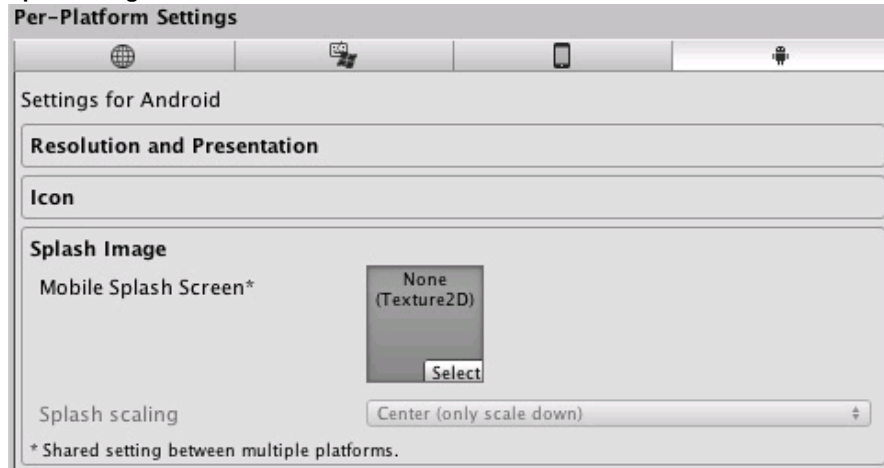 Per-Platform Settings
Settings for Android
Resolution and Presentation
Icon
Splash Image
Mobile Splash Screen*
None
(Texture2D)
Select
Splash scaling
Center (only scale down)
* Shared setting between multiple platforms.